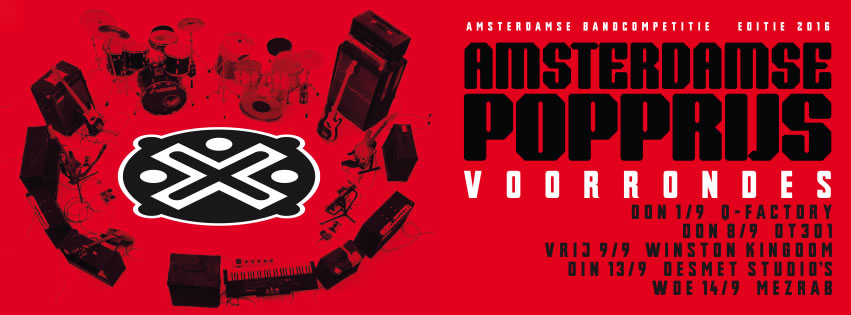 AMSTERDAMSE BANDCOMPETITIE EDITIE 2016
AMSTERDAMSE
POPPRIJS
VOORRONDES
DON 1/9 Q-FACTORY
DON 8/9 OT301
VRIJ 9/9 WINSTON KINGDOM
DIN 13/9 DESMET STUDIO'S
WOE 14/9 MEZRAB